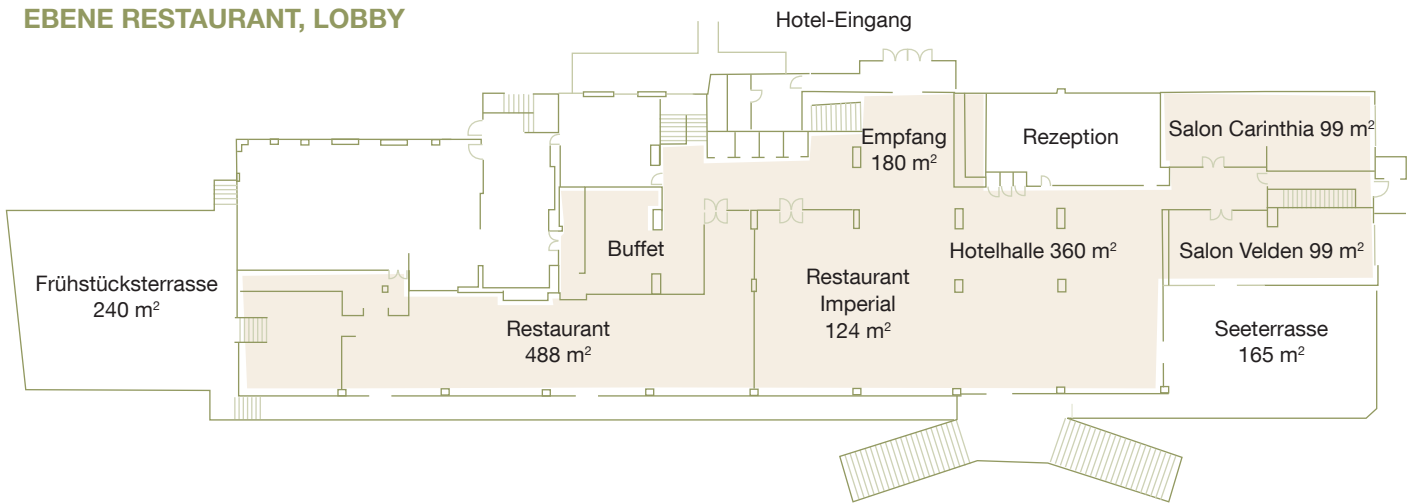 EBENE RESTAURANT, LOBBY
Hotel-Eingang
Empfang
180 m²
Rezeption
Salon Carinthia 99 m²
Buffet
Hotelhalle 360 m²
Salon Velden 99 m²
Frühstücksterrasse
240 m²
Restaurant
Imperial
124 m²
Restaurant
488 m²
Seeterrasse
165 m²